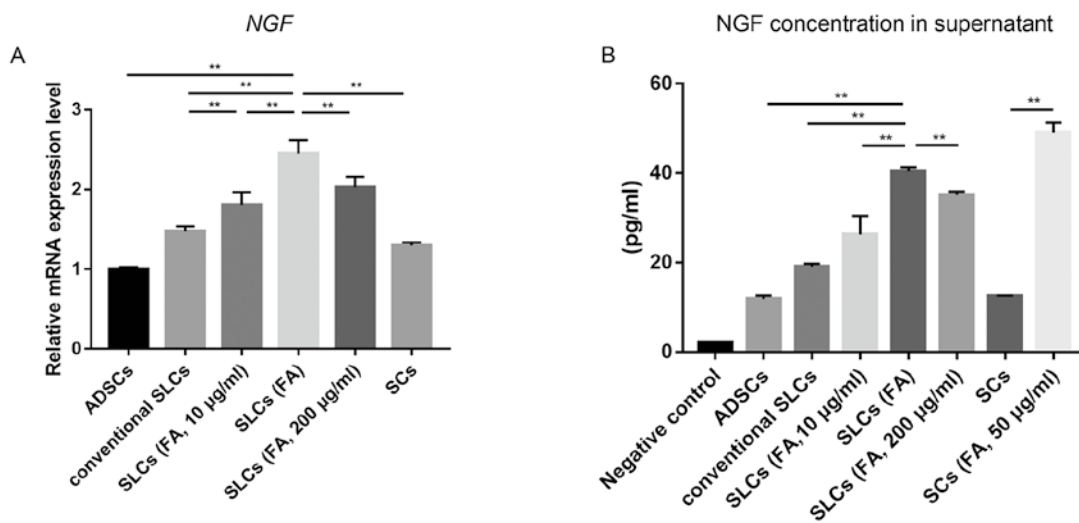 NGF
A
**
** **
** ** **
Relative mRNA expression level
3
2
1
0
ADSCs
conventional SLCs
SLCs (FA, 10 µg/ml)
SLCs (FA)
SLCs (FA, 200 µg/ml)
SCs
NGF concentration in supernatant
B
**
** **
** **
(pg/ml)
60
40
20
0
Negative control
ADSCs
conventional SLCs
SLCs (FA,10 µg/ml)
SLCs (FA)
SLCs (FA, 200 µg/ml)
SCs
SCs (FA, 50 µg/ml)